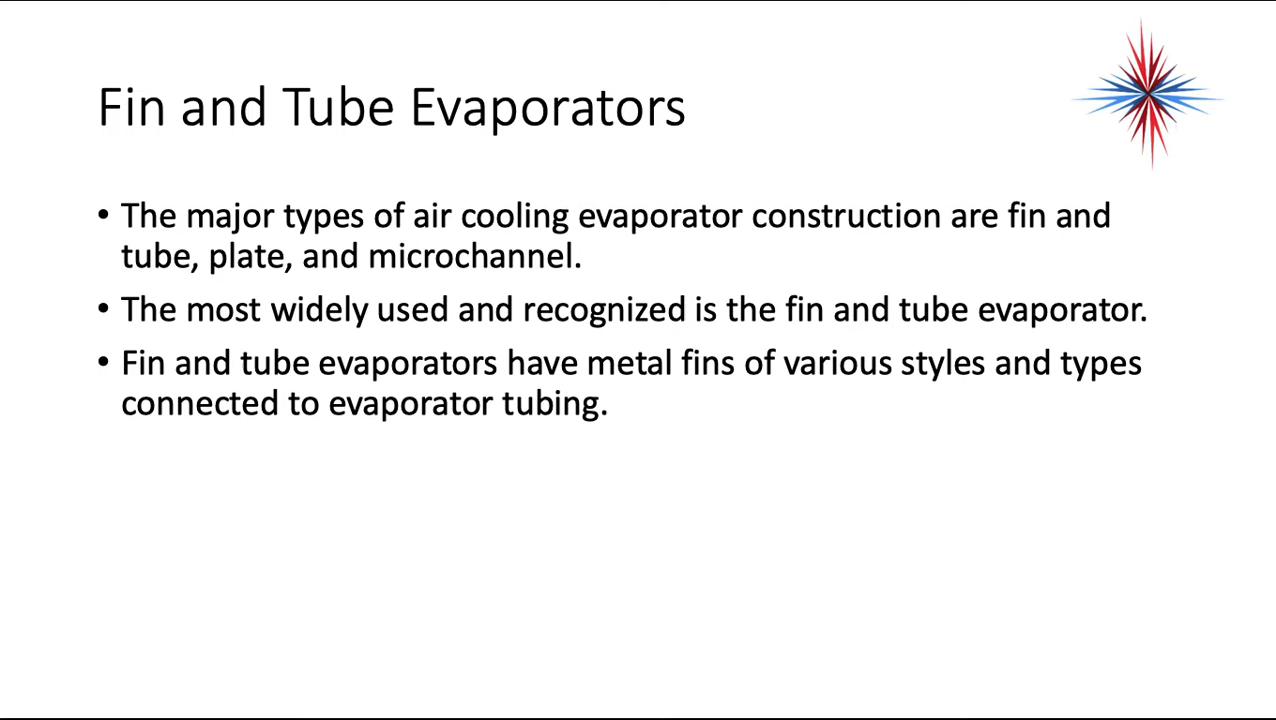 Fin and Tube Evaporators
• The major types of air cooling evaporator construction are fin and
tube, plate, and microchannel.
• The most widely used and recognized is the fin and tube evaporator.
• Fin and tube evaporators have metal fins of various styles and types
connected to evaporator tubing.